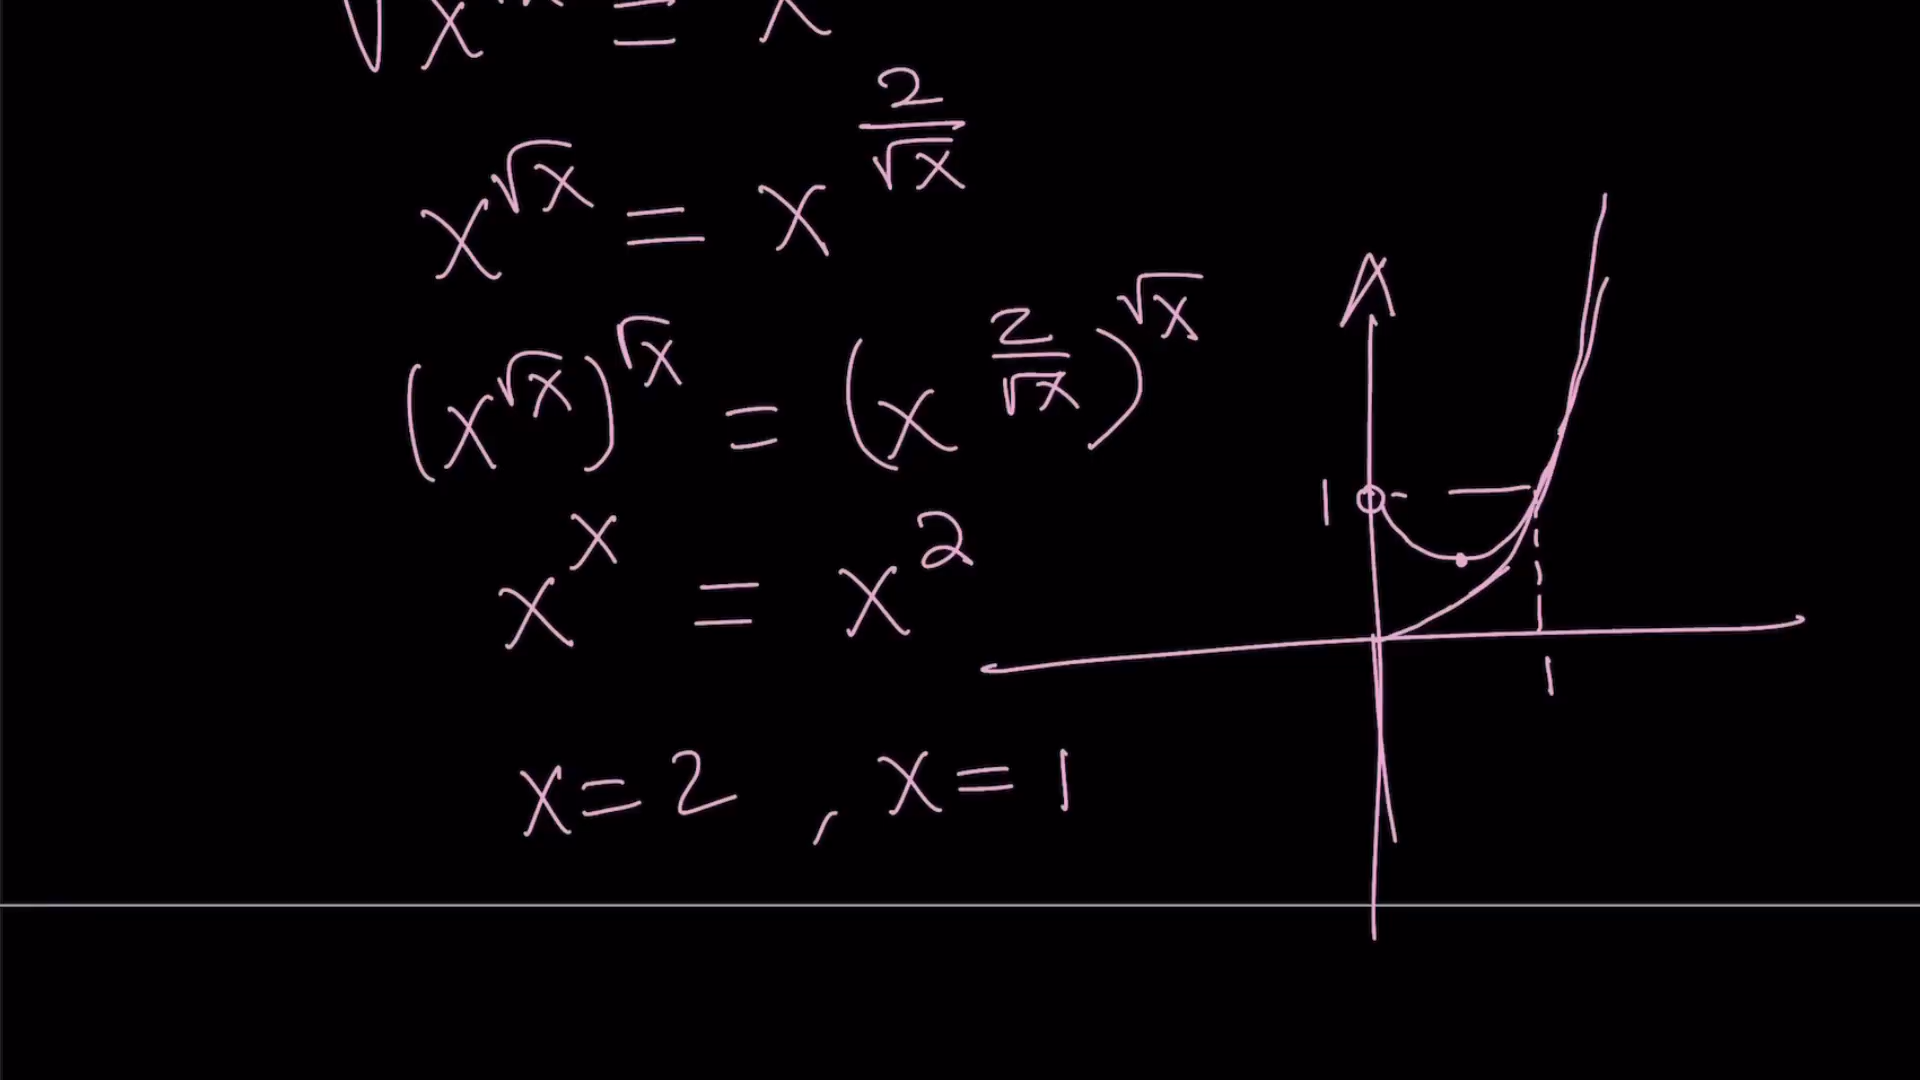 x^√x = x^(2/√x)
(x^√x)^√x = (x^(2/√x))^√x
x^x = x^2
x=2 , x=1
1
1